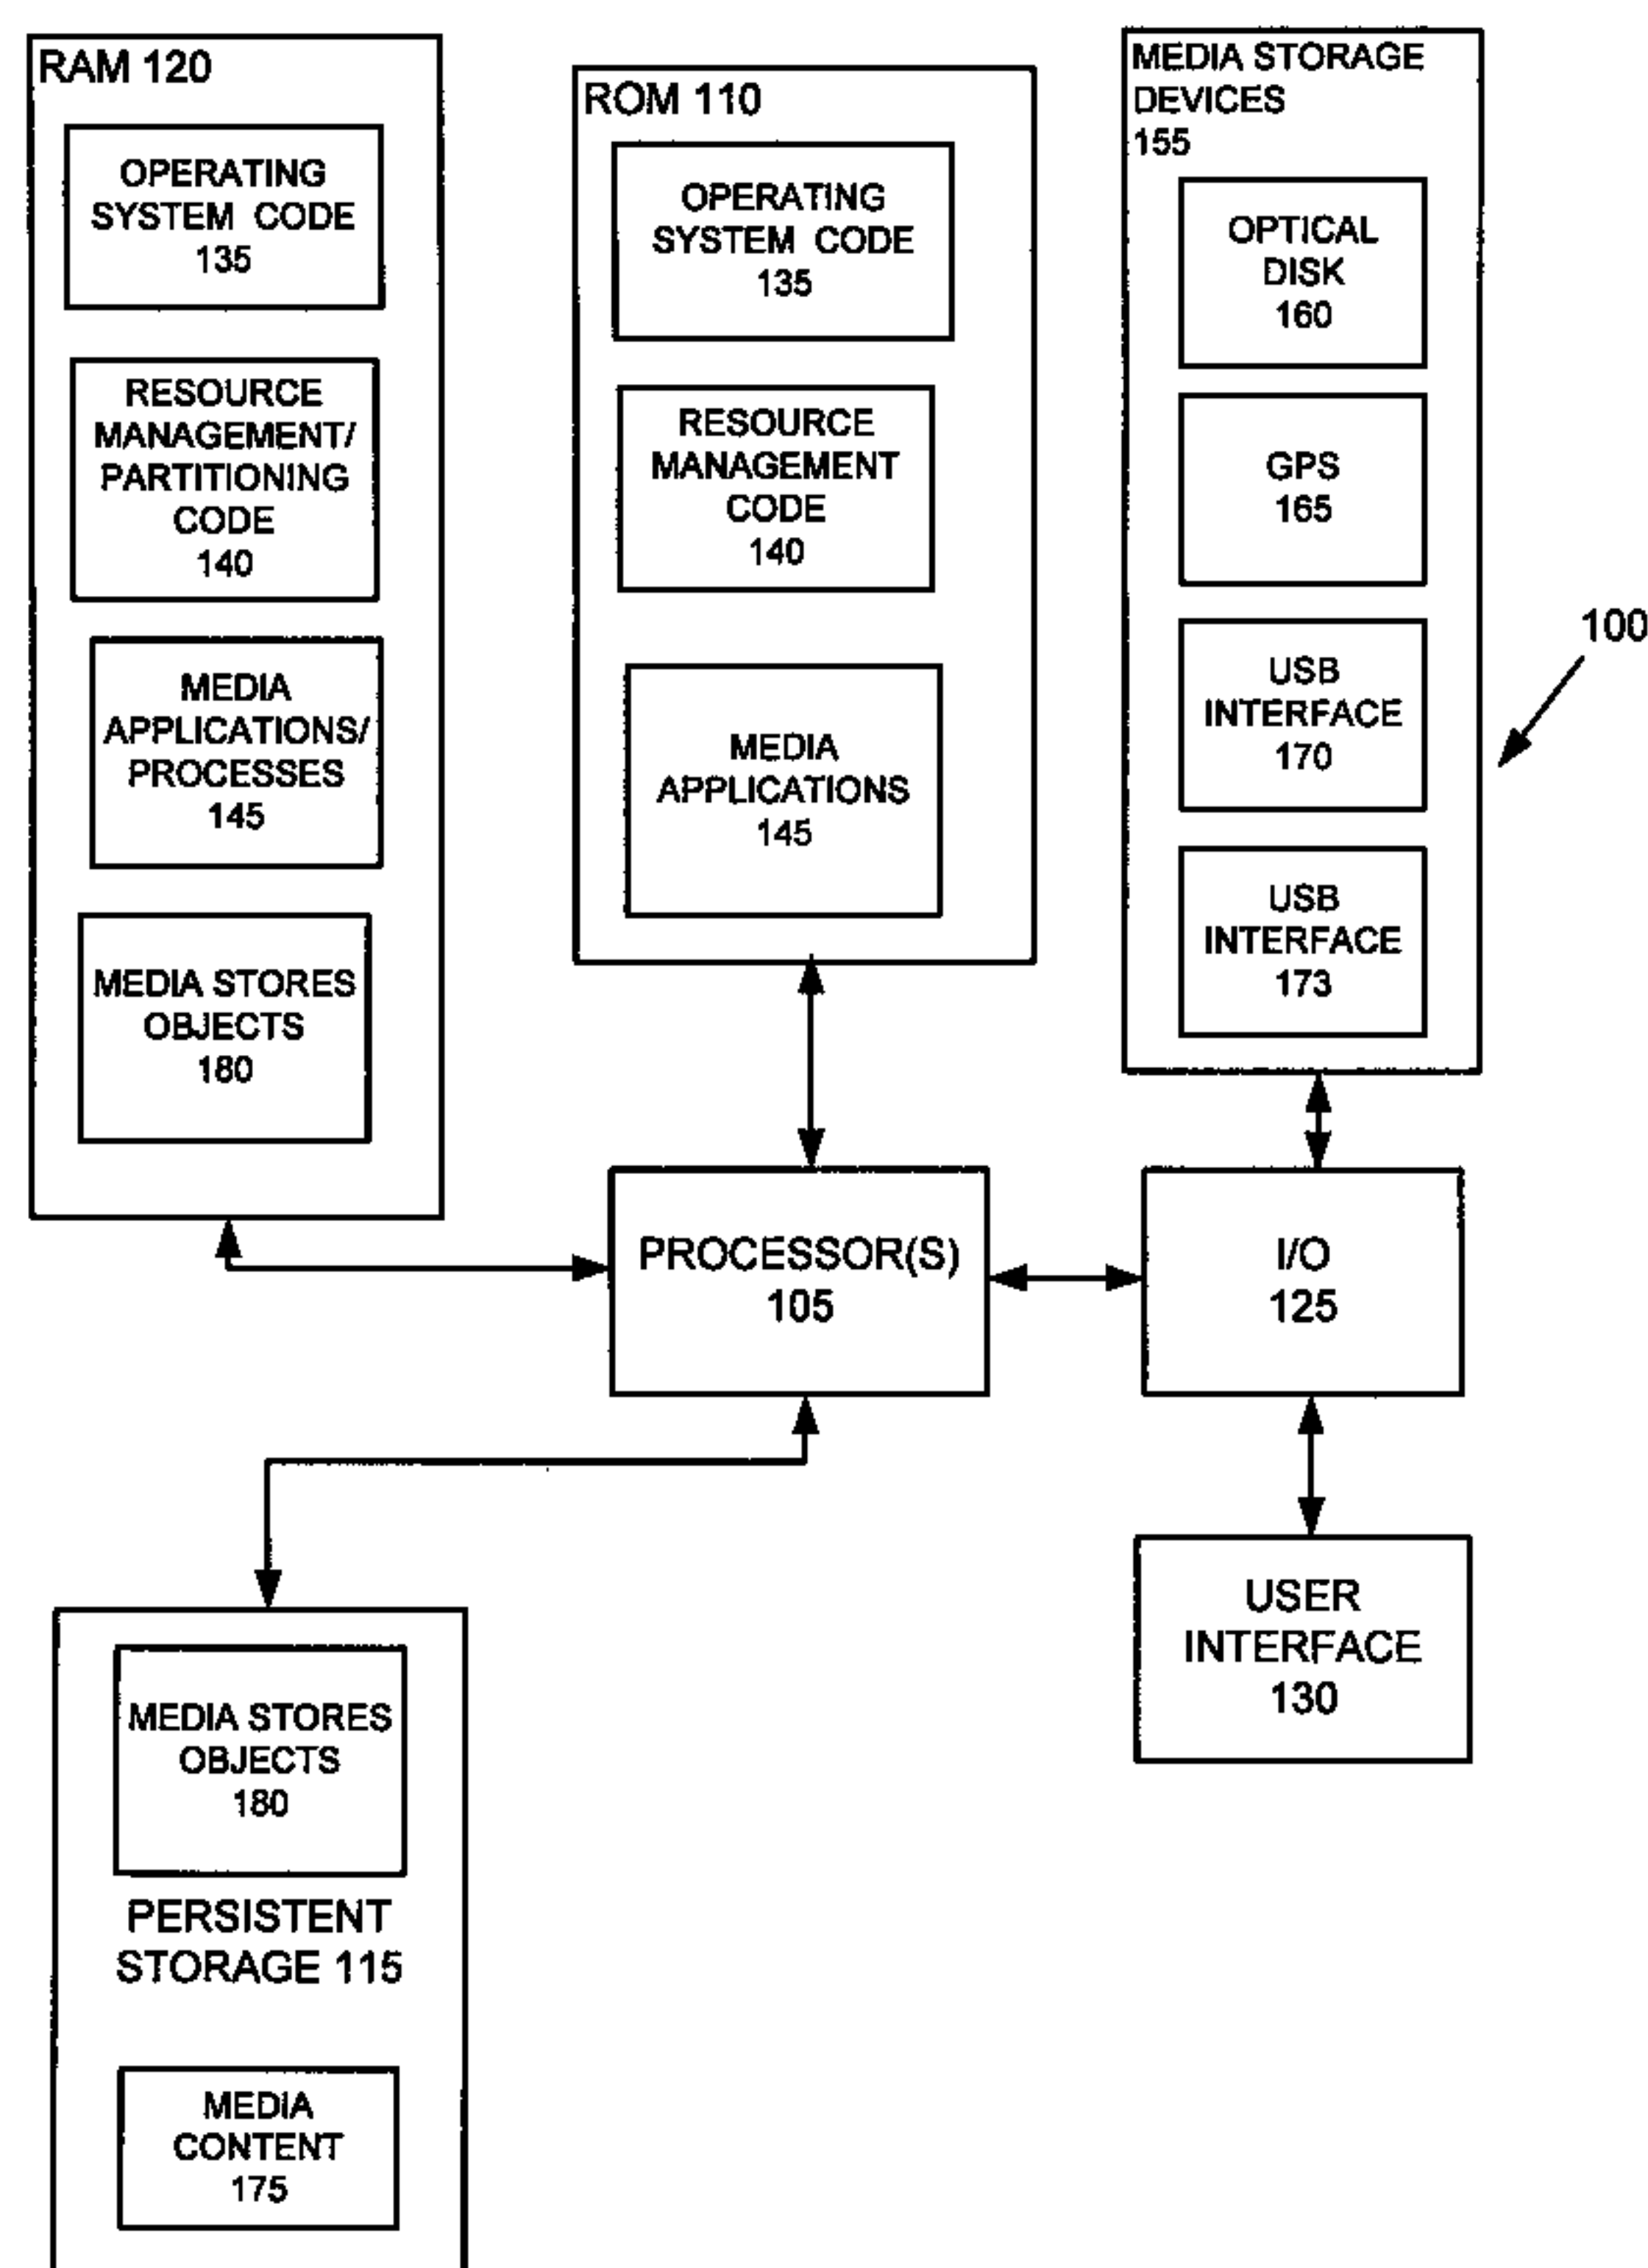 RAM 120
OPERATING
SYSTEM CODE
135
RESOURCE
MANAGEMENT/
PARTITIONING
CODE
140
MEDIA
APPLICATIONS/
PROCESSES
145
MEDIA STORES
OBJECTS
180
ROM 110
OPERATING
SYSTEM CODE
135
RESOURCE
MANAGEMENT
CODE
140
MEDIA
APPLICATIONS
145
MEDIA STORAGE
DEVICES
155
OPTICAL
DISK
160
GPS
165
USB
INTERFACE
170
USB
INTERFACE
173
100
PROCESSOR(S)
105
I/O
125
USER
INTERFACE
130
MEDIA STORES
OBJECTS
180
PERSISTENT
STORAGE 115
MEDIA
CONTENT
175